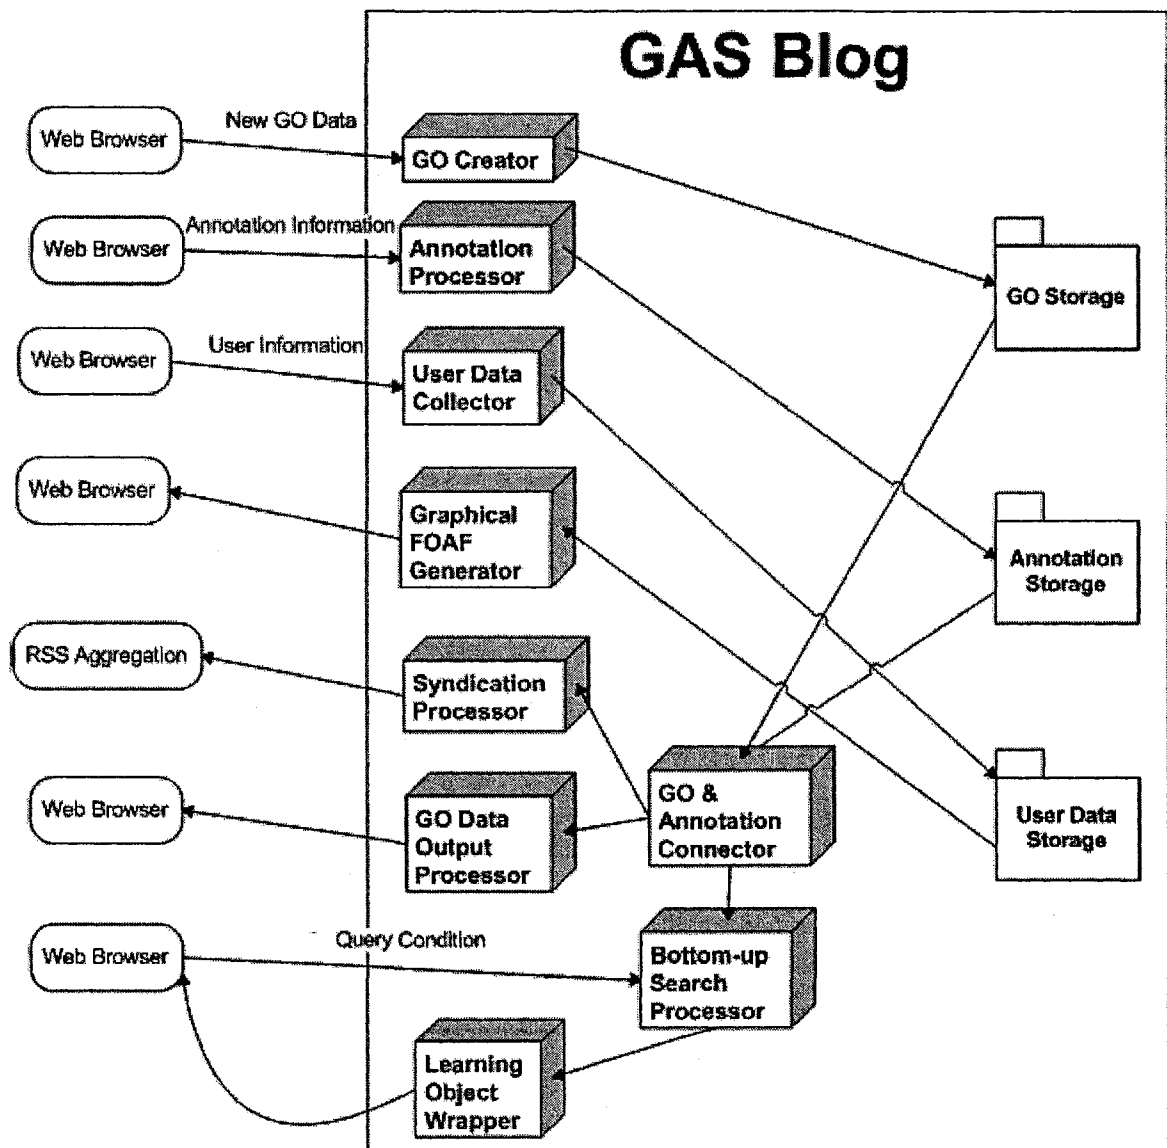 GAS Blog
Web Browser
New GO Data
GO Creator
Web Browser
Annotation Information
Annotation
Processor
GO Storage
Web Browser
User Information
User Data
Collector
Web Browser
Graphical
FOAF
Generator
Annotation
Storage
RSS Aggregation
Syndication
Processor
Web Browser
GO Data
Output
Processor
GO &
Annotation
Connector
User Data
Storage
Web Browser
Query Condition
Bottom-up
Search
Processor
Learning
Object
Wrapper